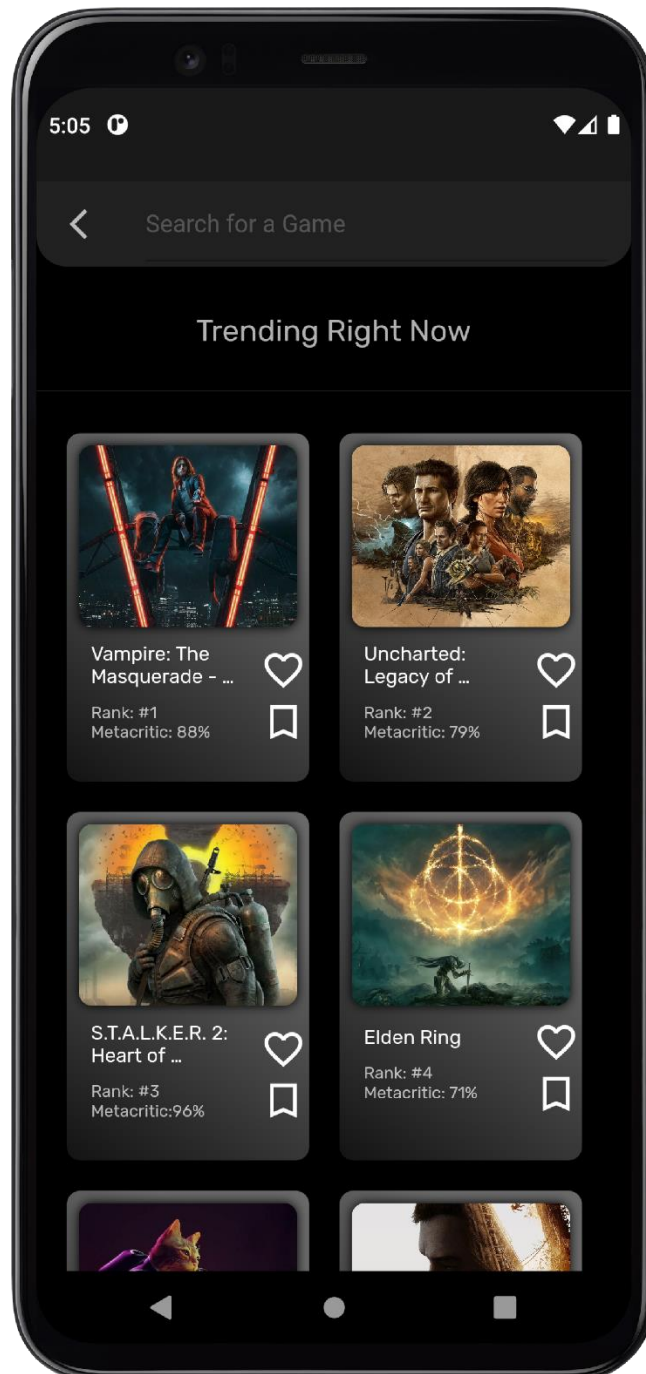 5:05
Search for a Game
Trending Right Now
Vampire: The
Masquerade - …
Rank: #1
Metacritic: 88%
Uncharted:
Legacy of …
Rank: #2
Metacritic: 79%
S.T.A.L.K.E.R. 2:
Heart of …
Rank: #3
Metacritic:96%
Elden Ring
Rank: #4
Metacritic: 71%